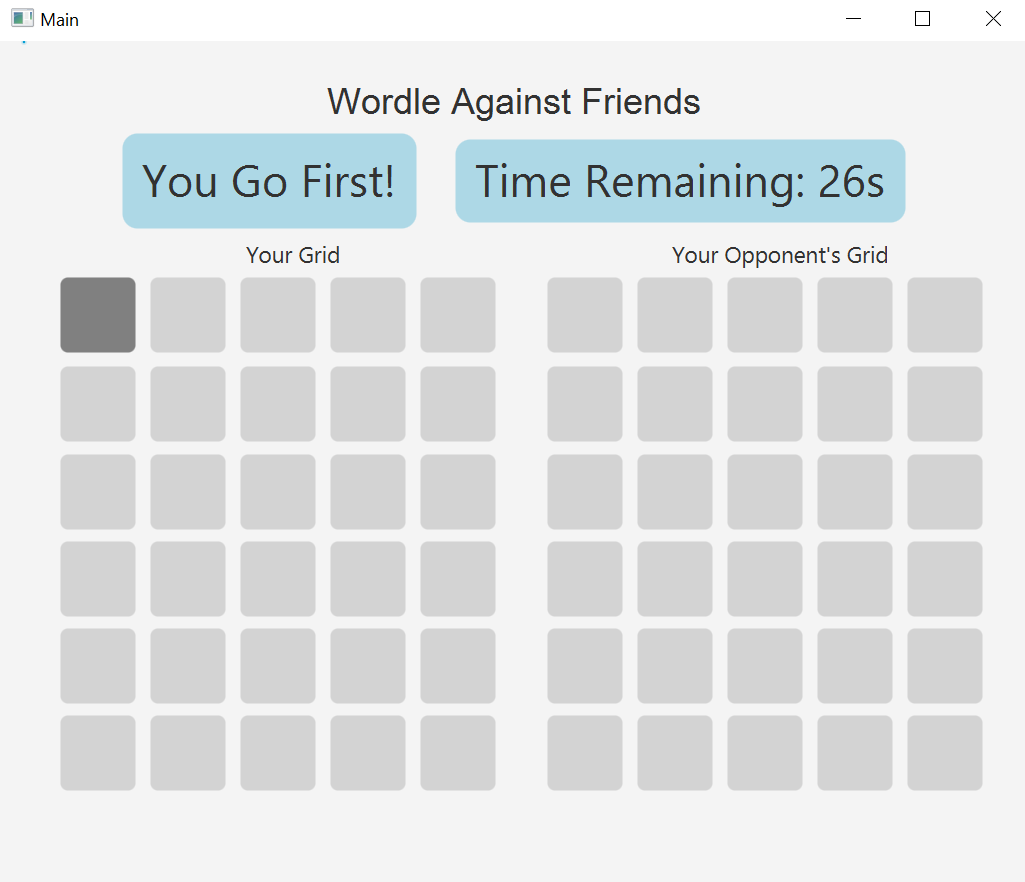 Main
Wordle Against Friends
You Go First!
Time Remaining: 26s
Your Grid
Your Opponent's Grid